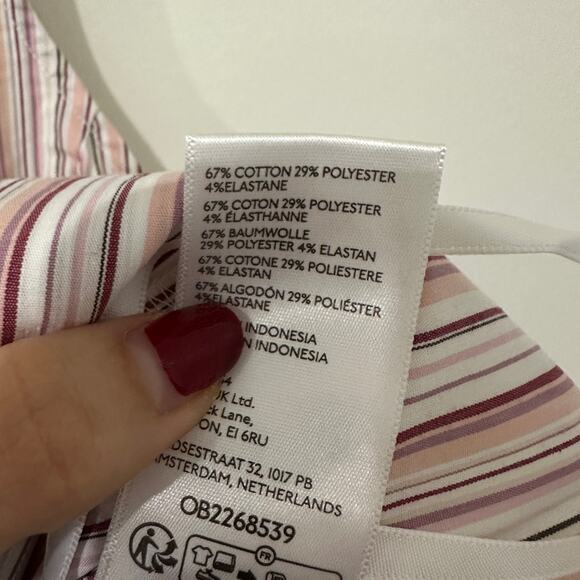 67% COTTON 29% POLYESTER
4%ELASTANE
67% COTON 29% POLYESTER
4% ÉLASTHANNE
67% BAUMWOLLE
29% POLYESTER 4% ELASTAN
67% COTONE 29% POLIESTERE
4% ELASTAN
67% ALGODÓN 29% POLIÉSTER
4%ELASTANE
INDONESIA
INDONESIA
UK Ltd.
Lane,
E1 6RU
32, 1017 PB
AMSTERDAM, NETHERLANDS
OB2268539
FR